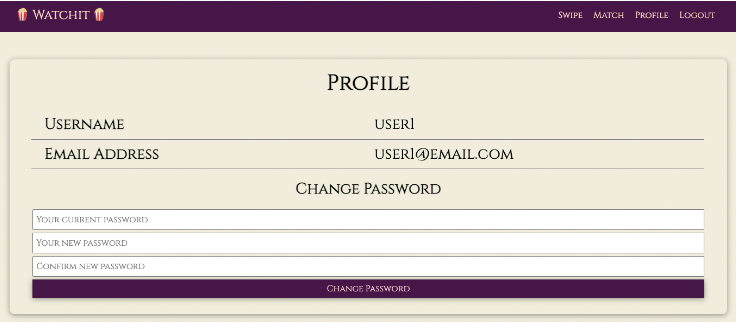 🍿 Watchit 🍿
Swipe Match Profile Logout
Profile
Username user1
Email Address user1@email.com
Change Password
Your current password
Your new password
Confirm new password
Change Password